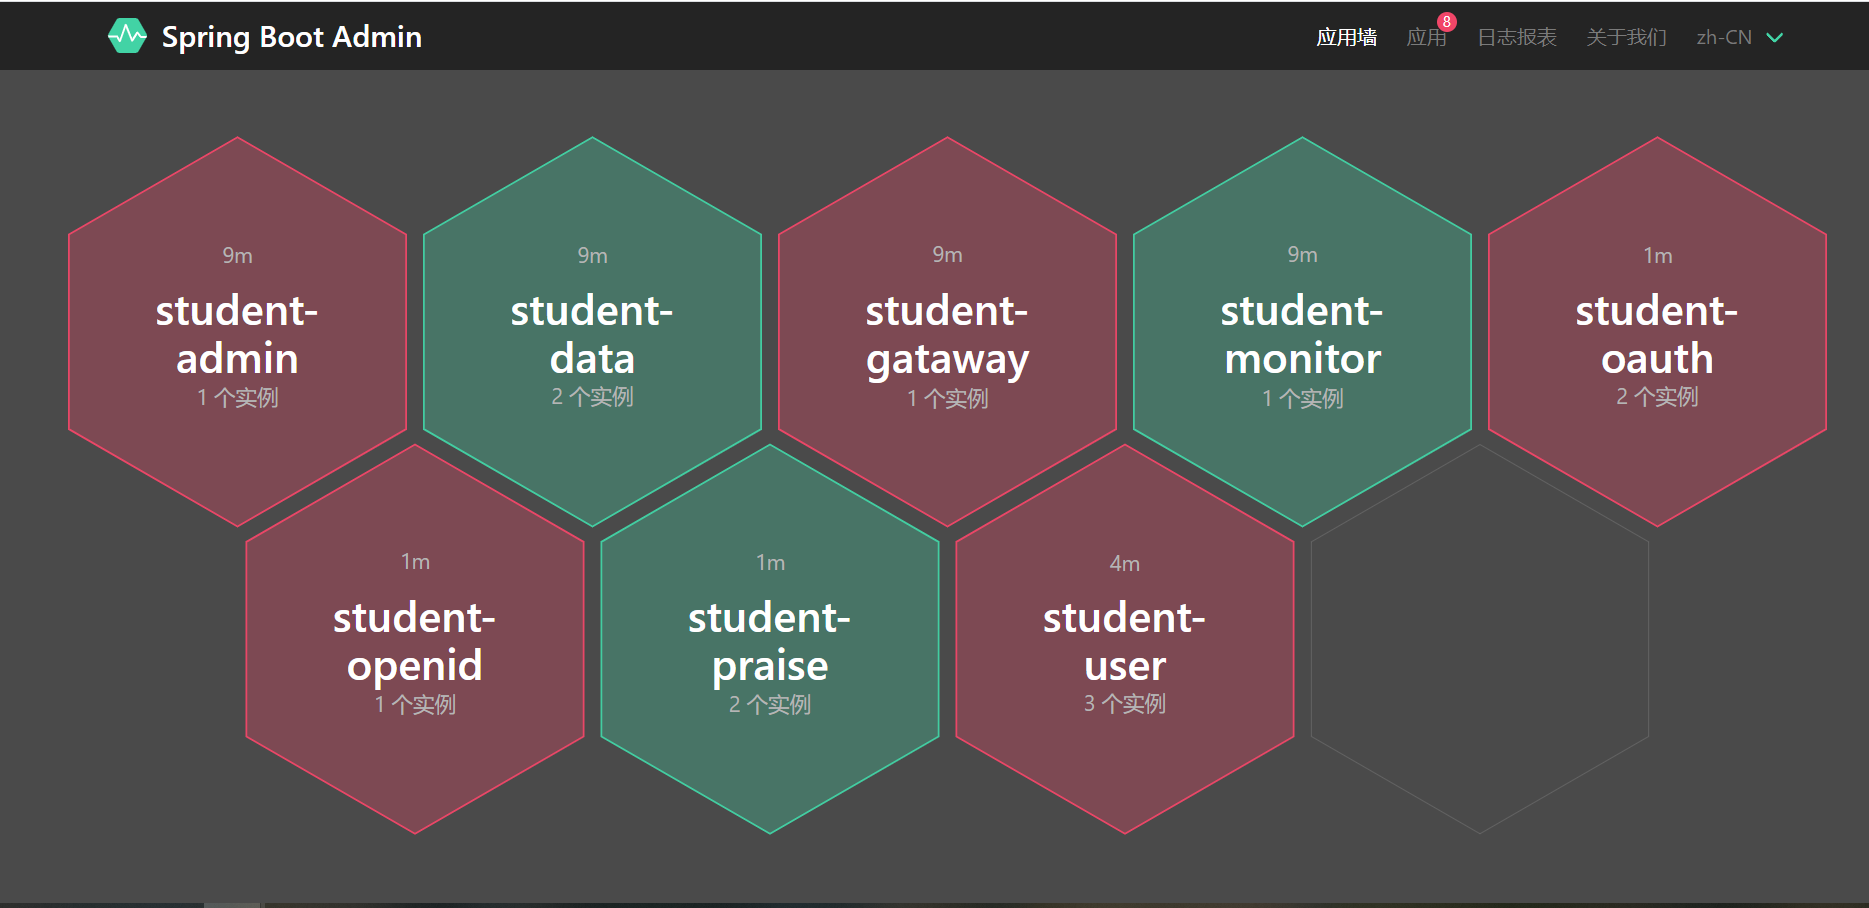 Spring Boot Admin
应用墙 应用 8 日志报表 关于我们 zh-CN
9m
student-
admin
1 个实例
9m
student-
data
2 个实例
9m
student-
gataway
1 个实例
9m
student-
monitor
1 个实例
1m
student-
oauth
2 个实例
1m
student-
openid
1 个实例
1m
student-
praise
2 个实例
4m
student-
user
3 个实例